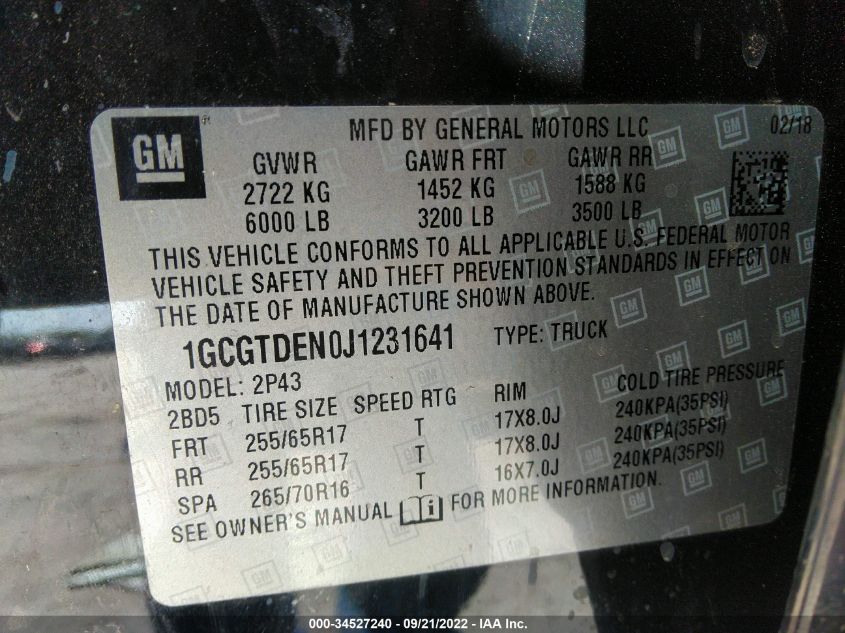 GM ® MFD BY GENERAL MOTORS LLC 02/18
GVWR GAWR FRT GAWR RR
2722 KG 1452 KG 1588 KG
6000 LB 3200 LB 3500 LB
THIS VEHICLE CONFORMS TO ALL APPLICABLE U.S. FEDERAL MOTOR
VEHICLE SAFETY AND THEFT PREVENTION STANDARDS IN EFFECT ON
THE DATE OF MANUFACTURE SHOWN ABOVE.
1GCGTDEN0J1231641 TYPE: TRUCK
MODEL: 2P43
2BD5 TIRE SIZE SPEED RTG RIM COLD TIRE PRESSURE
FRT 255/65R17 T 17X8.0J 240KPA(35PSI)
RR 255/65R17 T 17X8.0J 240KPA(35PSI)
SPA 265/70R16 T 16X7.0J 240KPA(35PSI)
SEE OWNER'S MANUAL FOR MORE INFORMATION.
000-34527240 - 09/21/2022 - IAA Inc.